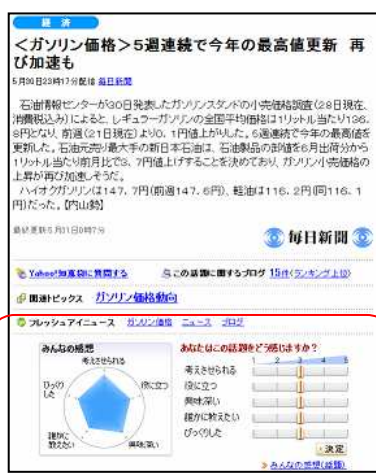 経 済
＜ガソリン価格＞5週連続で今年の最高値更新　再
び加速も
5月30日23時17分配信 毎日新聞
石油情報センターが30日発表したガソリンスタンドの小売価格調査(28日現在、
消費税込み)によると、レギュラーガソリンの全国平均価格は1リットル当たり136.
8円となり、前週(21日現在)より0.1円値上がりした。5週連続で今年の最高値を
更新した。石油元売り最大手の新日本石油は、石油製品の卸値を6月出荷分から
1リットル当たり前月比で3.7円値上げすることを決めており、ガソリン小売価格の
上昇が再び加速しそうだ。
ハイオクガソリンは147.7円(前週147.6円)、軽油は116.2円(同116.1
円)だった。【内山勢】
最終更新:5月31日0時7分
毎日新聞
Yahoo!知恵袋に質問する　この話題に関するブログ 15件(ランキング上位)
関連トピックス ガソリン価格動向
フレッシュアイニュース ガソリン価格 ニュース ブログ
みんなの感想
考えさせられる
役に立つ
興味深い
誰かに
教えたい
びっくり
した
あなたはこの話題をどう感じますか?
1 2 3 4 5
考えさせられる
役に立つ
興味深い
誰かに教えたい
びっくりした
決定
みんなの感想(話題)